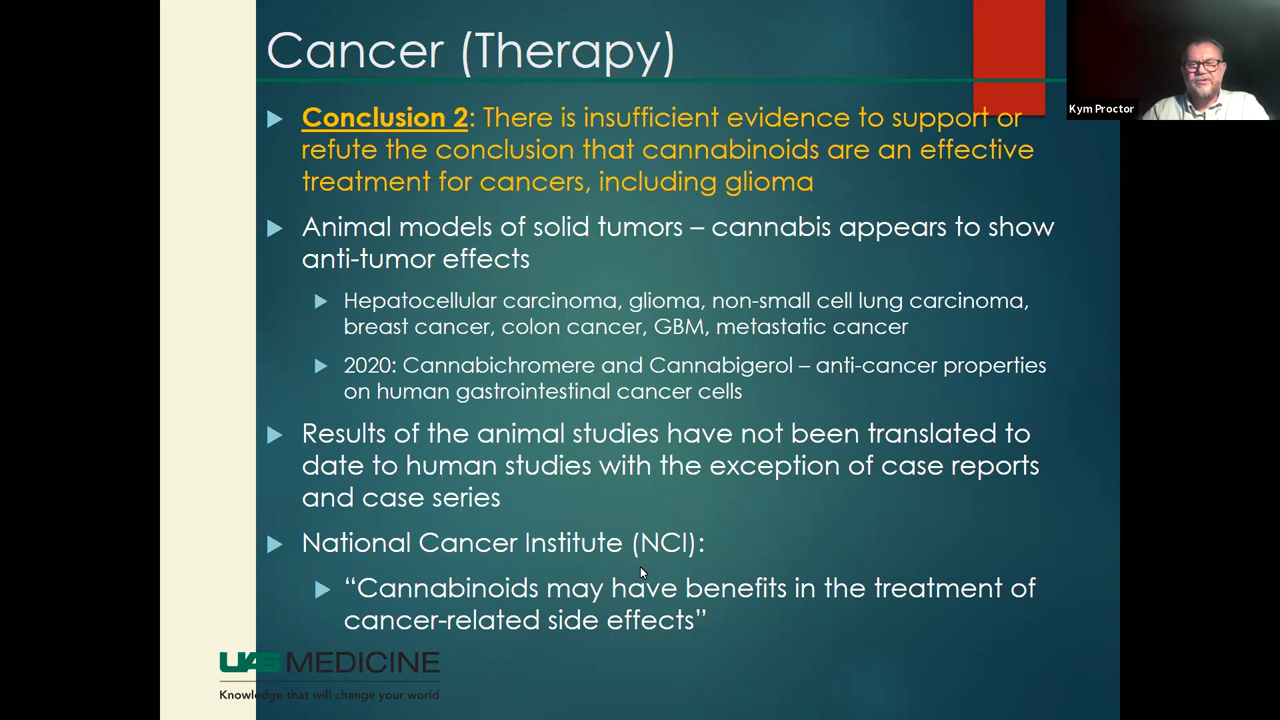 Cancer (Therapy)
Conclusion 2: There is insufficient evidence to support or
refute the conclusion that cannabinoids are an effective
treatment for cancers, including glioma
Animal models of solid tumors – cannabis appears to show
anti-tumor effects
Hepatocellular carcinoma, glioma, non-small cell lung carcinoma,
breast cancer, colon cancer, GBM, metastatic cancer
2020: Cannabichromere and Cannabigerol – anti-cancer properties
on human gastrointestinal cancer cells
Results of the animal studies have not been translated to
date to human studies with the exception of case reports
and case series
National Cancer Institute (NCI):
“Cannabinoids may have benefits in the treatment of
cancer-related side effects”
UAB MEDICINE
Knowledge that will change your world
Kym Proctor